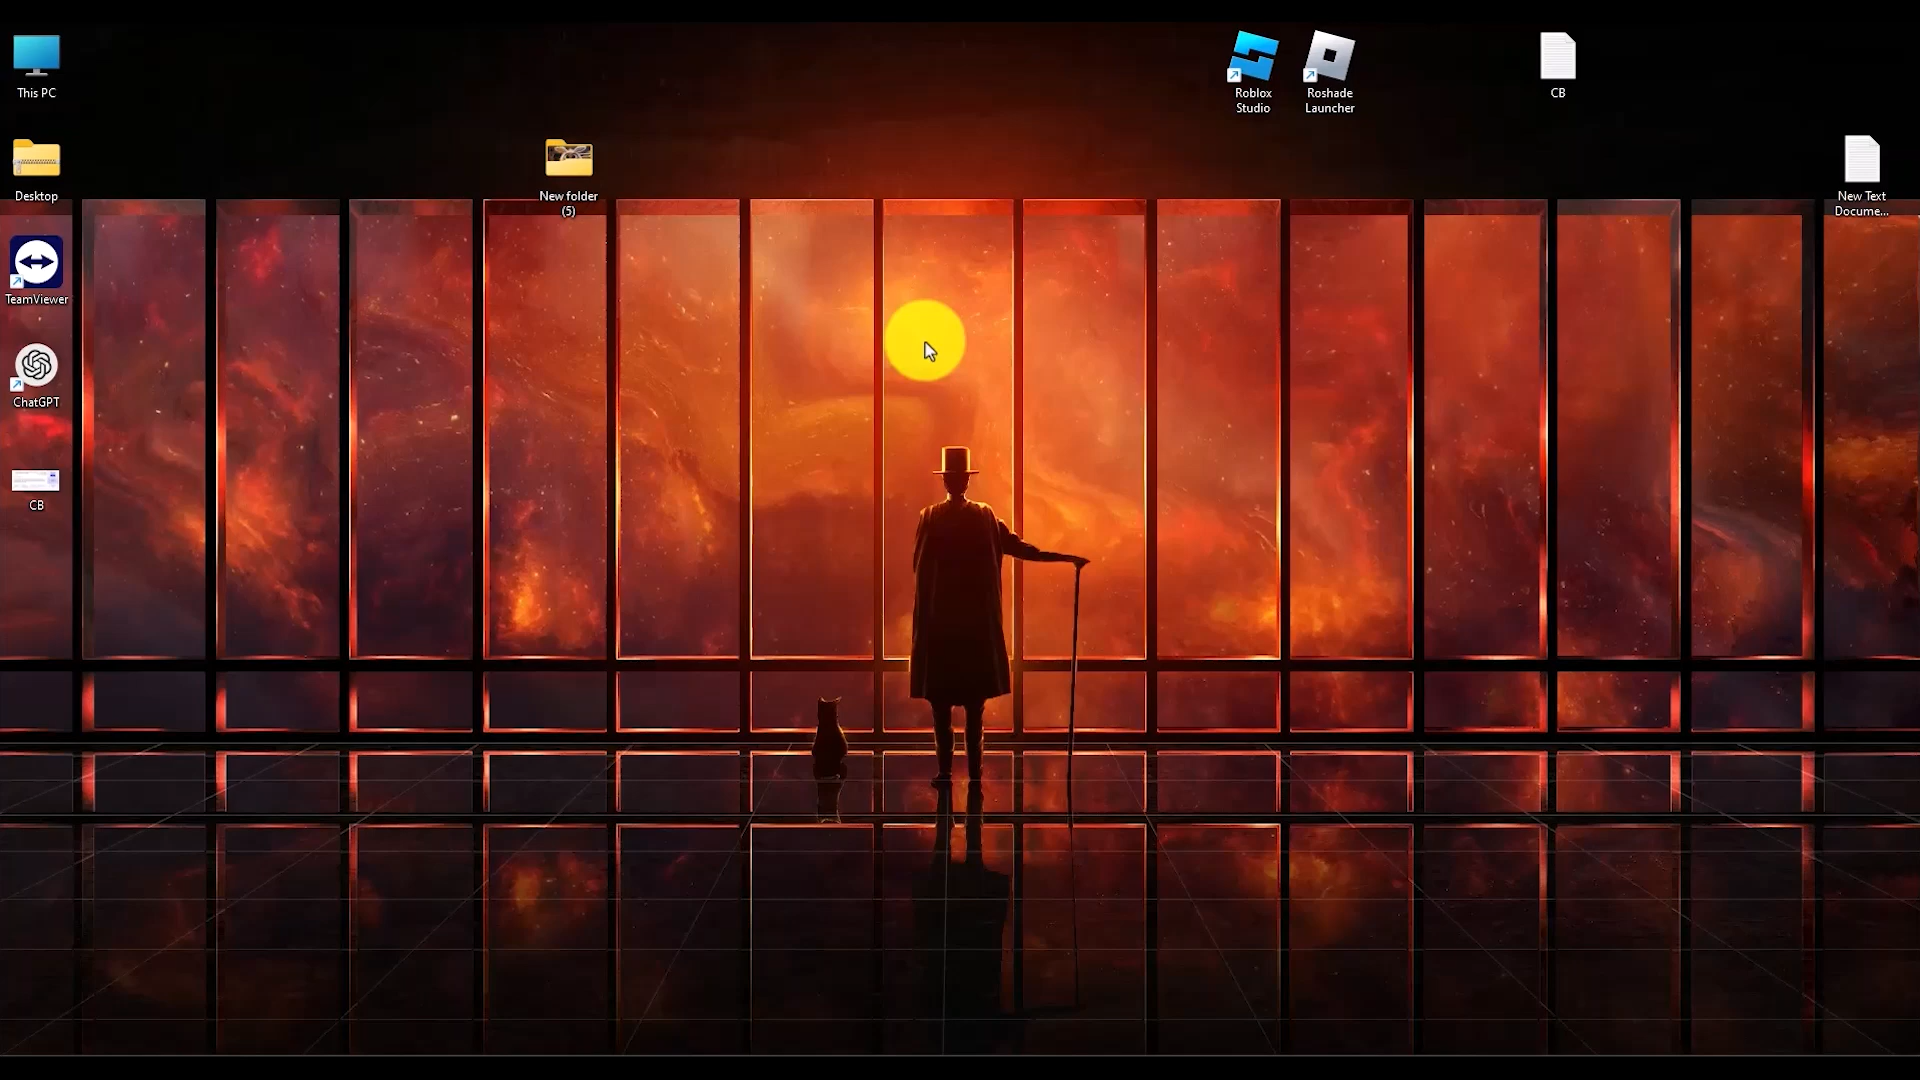 This PC
Roblox
Studio
Roshade
Launcher
CB
Desktop
New folder
(5)
New Text
Docume...
TeamViewer
ChatGPT
CB